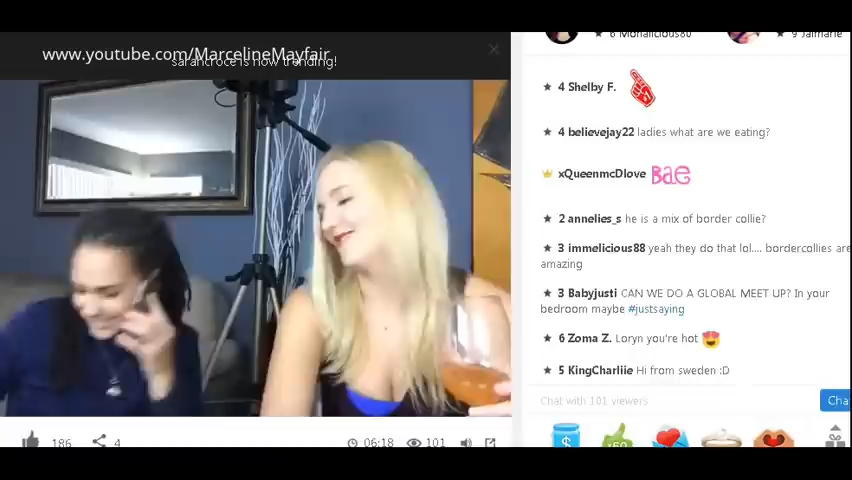 6 Monalicious80
9 Jaimarie
www.youtube.com/MarcelineMayfair
sarahcroce is now trending!
4 Shelby F.
4 believejay22 ladies what are we eating?
xQueenmcDlove BAE
2 annelies_s he is a mix of border collie?
3 immelicious88 yeah they do that lol.... bordercollies are
amazing
3 Babyjusti CAN WE DO A GLOBAL MEET UP? In your
bedroom maybe #justsaying
6 Zoma Z. Loryn you're hot
5 KingCharliie Hi from sweden :D
Chat with 101 viewers
Cha
186
4
06:18
101
$
x50